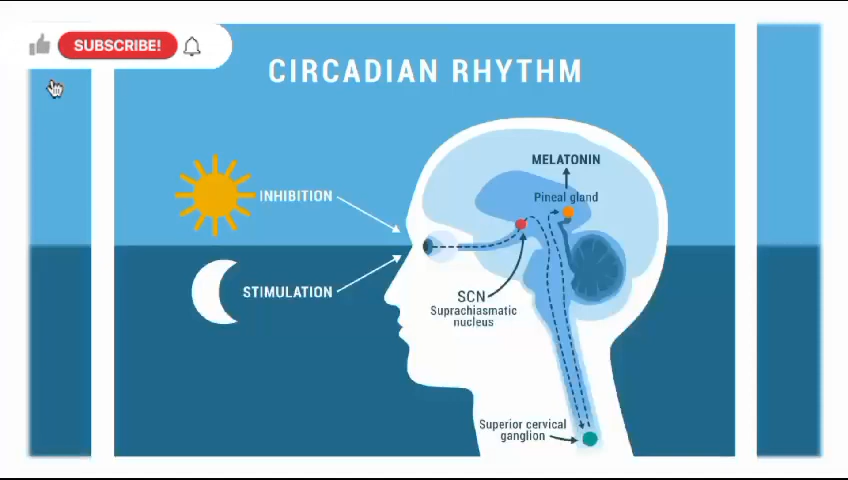 SUBSCRIBE!
CIRCADIAN RHYTHM
MELATONIN
Pineal gland
INHIBITION
STIMULATION
SCN
Suprachiasmatic
nucleus
Superior cervical
ganglion